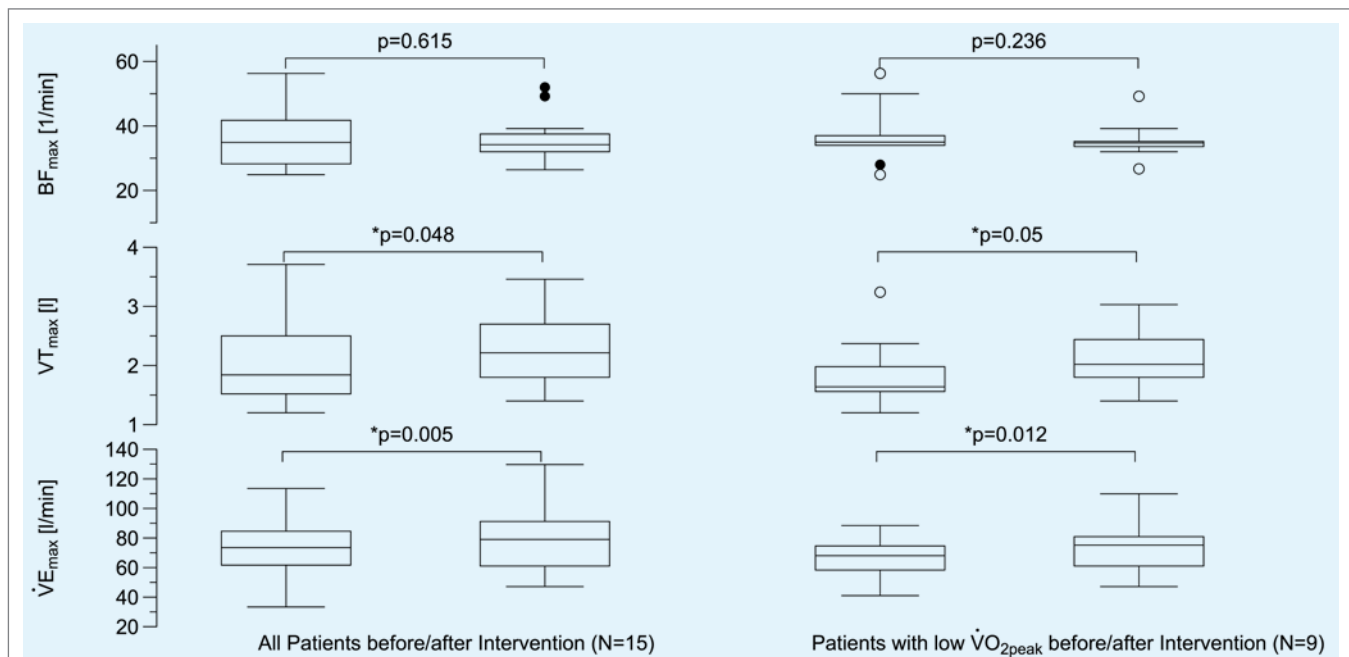 p=0.615
p=0.236
BFmax [1/min]
60
40
20
*p=0.048
*p=0.05
VTmax [l]
4
3
2
1
*p=0.005
*p=0.012
V̇Emax [l/min]
140
120
100
80
60
40
20
All Patients before/after Intervention (N=15)
Patients with low V̇O2peak before/after Intervention (N=9)